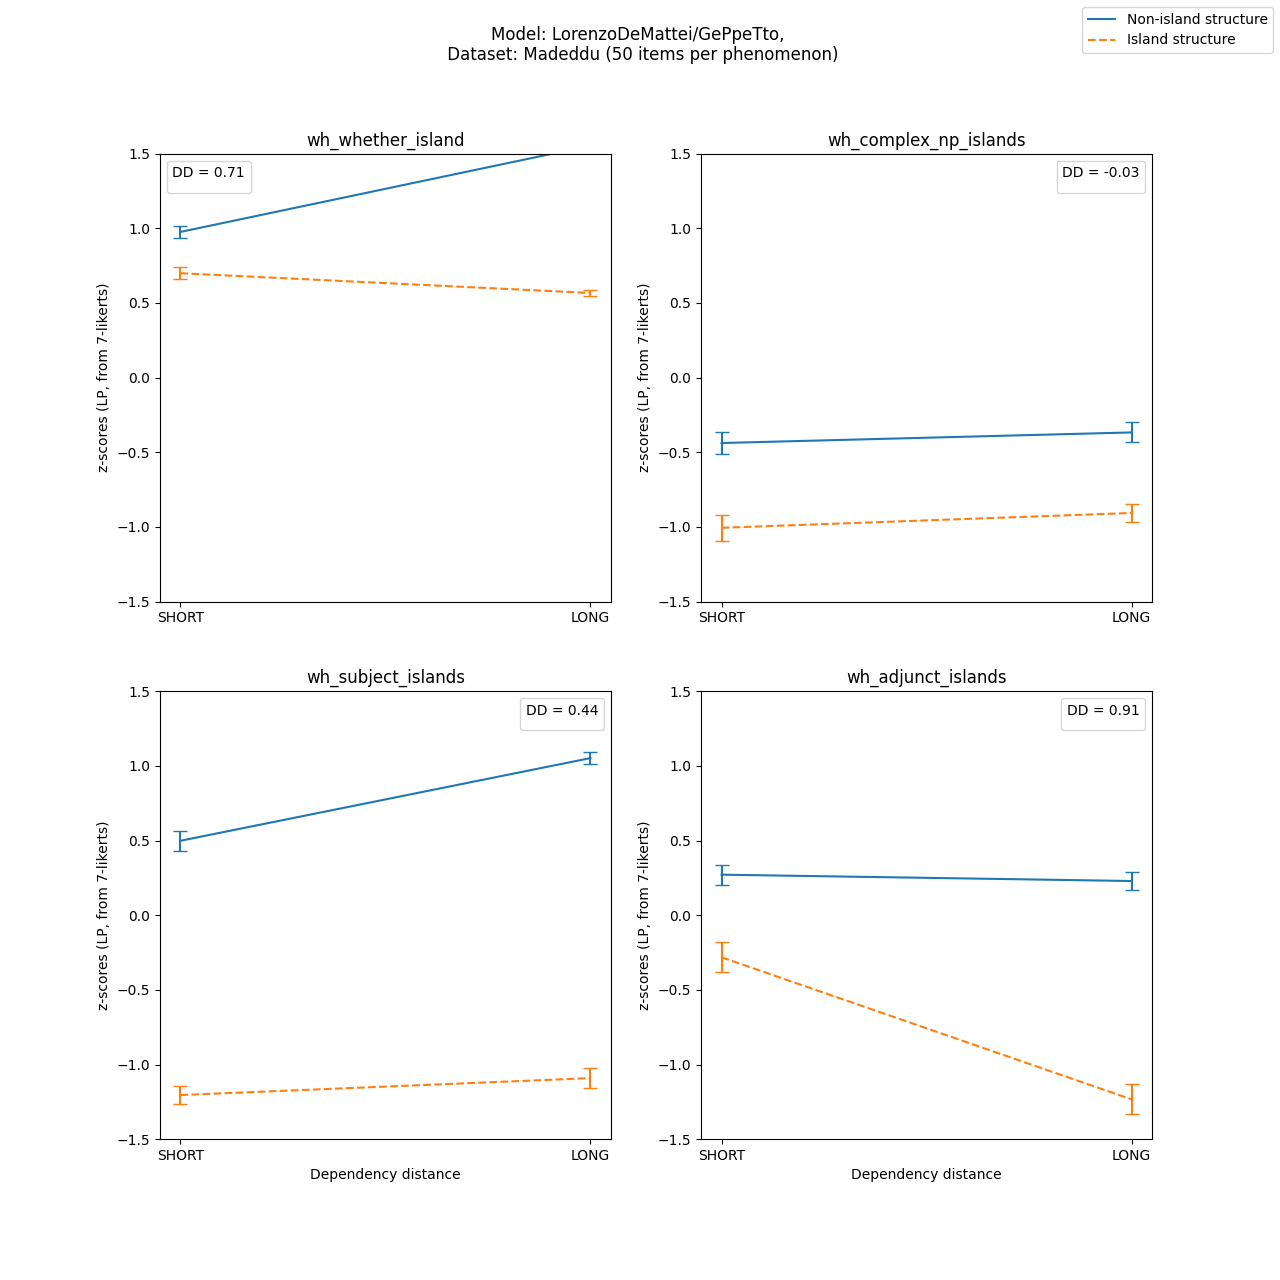 Model: LorenzoDeMattei/GePpeTto,
Dataset: Madeddu (50 items per phenomenon)
Non-island structure
Island structure
wh_whether_island
DD = 0.71
1.5
1.0
0.5
0.0
−0.5
−1.0
−1.5
z-scores (LP, from 7-likerts)
SHORT
LONG
wh_complex_np_islands
DD = -0.03
1.5
1.0
0.5
0.0
−0.5
−1.0
−1.5
z-scores (LP, from 7-likerts)
SHORT
LONG
wh_subject_islands
DD = 0.44
1.5
1.0
0.5
0.0
−0.5
−1.0
−1.5
z-scores (LP, from 7-likerts)
SHORT
LONG
Dependency distance
wh_adjunct_islands
DD = 0.91
1.5
1.0
0.5
0.0
−0.5
−1.0
−1.5
z-scores (LP, from 7-likerts)
SHORT
LONG
Dependency distance